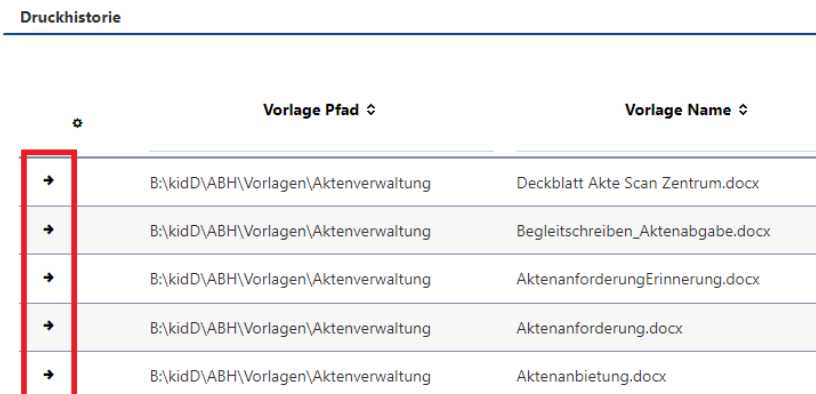 Druckhistorie
Vorlage Pfad Vorlage Name
B:\kidD\ABH\Vorlagen\Aktenverwaltung Deckblatt Akte Scan Zentrum.docx
B:\kidD\ABH\Vorlagen\Aktenverwaltung Begleitschreiben_Aktenabgabe.docx
B:\kidD\ABH\Vorlagen\Aktenverwaltung AktenanforderungErinnerung.docx
B:\kidD\ABH\Vorlagen\Aktenverwaltung Aktenanforderung.docx
B:\kidD\ABH\Vorlagen\Aktenverwaltung Aktenanbietung.docx